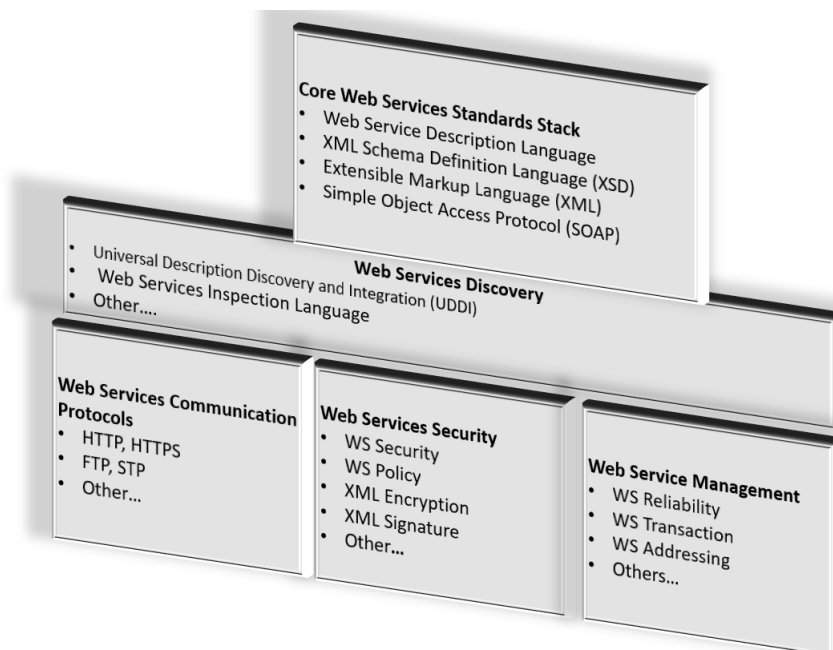 Core Web Services Standards Stack
• Web Service Description Language
• XML Schema Definition Language (XSD)
• Extensible Markup Language (XML)
• Simple Object Access Protocol (SOAP)
Web Services Discovery
• Universal Description Discovery and Integration (UDDI)
• Web Services Inspection Language
• Other....
Web Services Communication
Protocols
• HTTP, HTTPS
• FTP, STP
• Other...
Web Services Security
• WS Security
• WS Policy
• XML Encryption
• XML Signature
• Other...
Web Service Management
• WS Reliability
• WS Transaction
• WS Addressing
• Others...